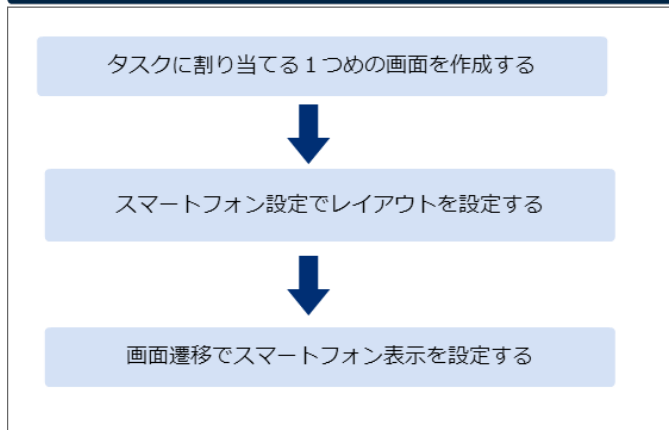 タスクに割り当てる１つめの画面を作成する
スマートフォン設定でレイアウトを設定する
画面遷移でスマートフォン表示を設定する